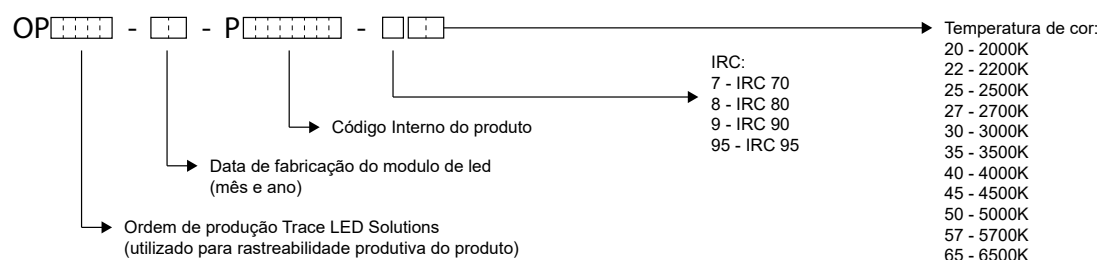 OP - - P -
Temperatura de cor:
20 - 2000K
22 - 2200K
25 - 2500K
27 - 2700K
30 - 3000K
35 - 3500K
40 - 4000K
45 - 4500K
50 - 5000K
57 - 5700K
65 - 6500K
IRC:
7 - IRC 70
8 - IRC 80
9 - IRC 90
95 - IRC 95
Código Interno do produto
Data de fabricação do modulo de led
(mês e ano)
Ordem de produção Trace LED Solutions
(utilizado para rastreabilidade produtiva do produto)